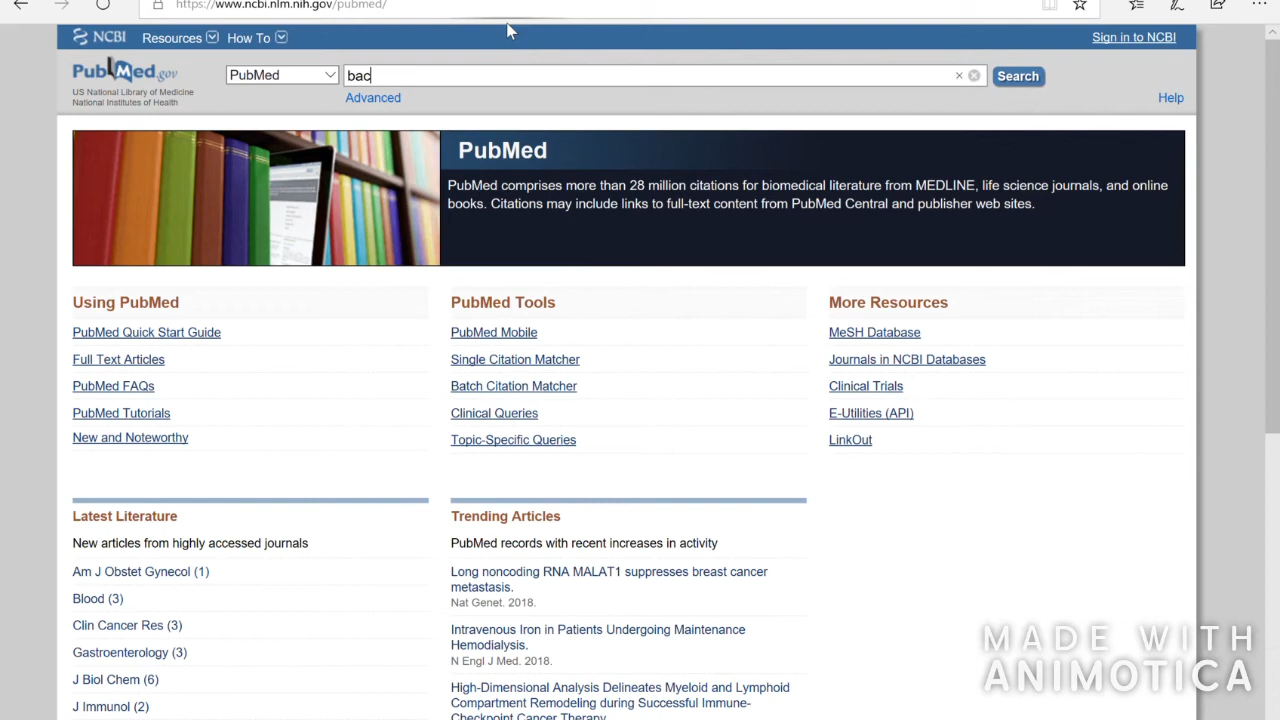 https://www.ncbi.nlm.nih.gov/pubmed/
NCBI Resources How To Sign in to NCBI
PubMed.gov
US National Library of Medicine
National Institutes of Health
PubMed bac Search
Advanced Help
PubMed
PubMed comprises more than 28 million citations for biomedical literature from MEDLINE, life science journals, and online
books. Citations may include links to full-text content from PubMed Central and publisher web sites.
Using PubMed
PubMed Quick Start Guide
Full Text Articles
PubMed FAQs
PubMed Tutorials
New and Noteworthy
PubMed Tools
PubMed Mobile
Single Citation Matcher
Batch Citation Matcher
Clinical Queries
Topic-Specific Queries
More Resources
MeSH Database
Journals in NCBI Databases
Clinical Trials
E-Utilities (API)
LinkOut
Latest Literature
New articles from highly accessed journals
Am J Obstet Gynecol (1)
Blood (3)
Clin Cancer Res (3)
Gastroenterology (3)
J Biol Chem (6)
J Immunol (2)
Trending Articles
PubMed records with recent increases in activity
Long noncoding RNA MALAT1 suppresses breast cancer
metastasis.
Nat Genet. 2018.
Intravenous Iron in Patients Undergoing Maintenance
Hemodialysis.
N Engl J Med. 2018.
High-Dimensional Analysis Delineates Myeloid and Lymphoid
Compartment Remodeling during Successful Immune-
Checkpoint Cancer Therapy
MADE WITH
ANIMOTICA